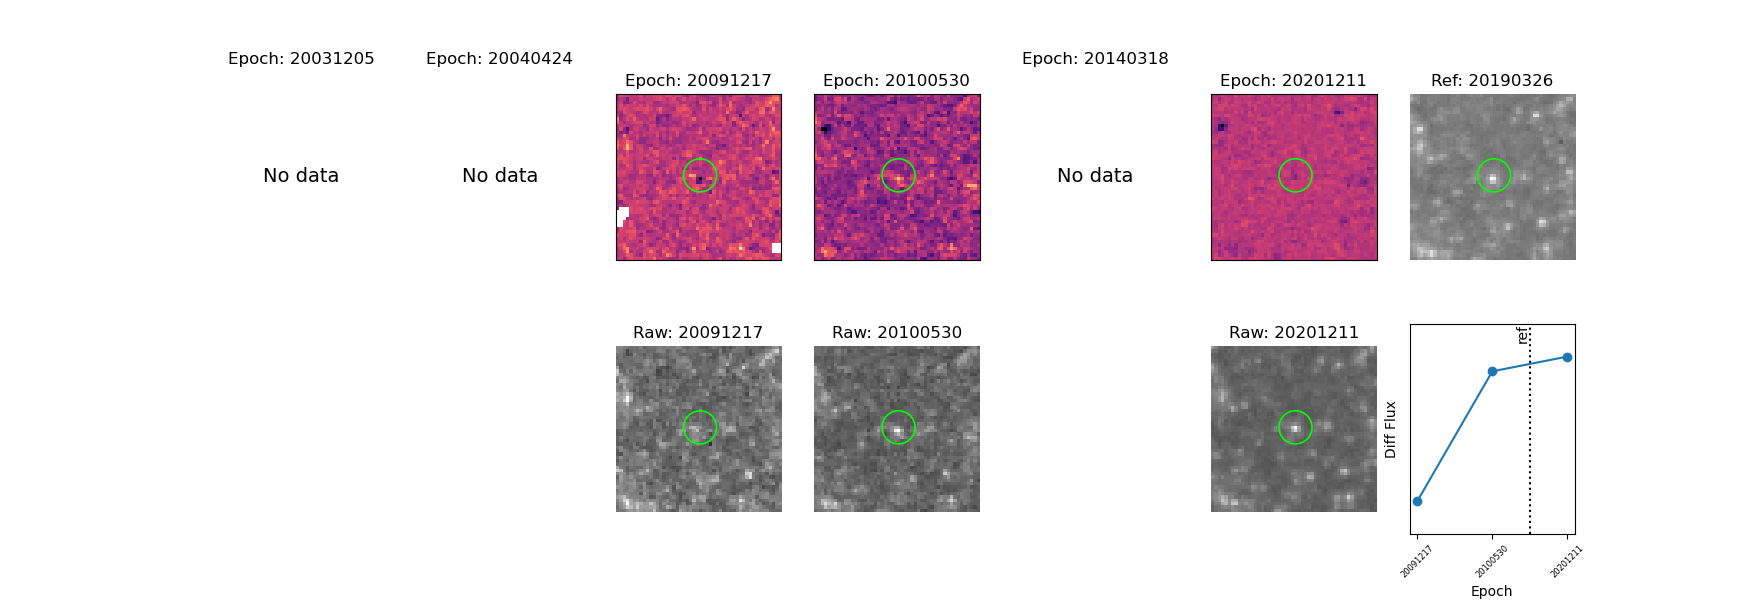 Epoch: 20031205
Epoch: 20040424
Epoch: 20091217
Epoch: 20100530
Epoch: 20140318
Epoch: 20201211
Ref: 20190326
No data
No data
No data
Raw: 20091217
Raw: 20100530
Raw: 20201211
ref
Diff Flux
20091217
20100530
20201211
Epoch